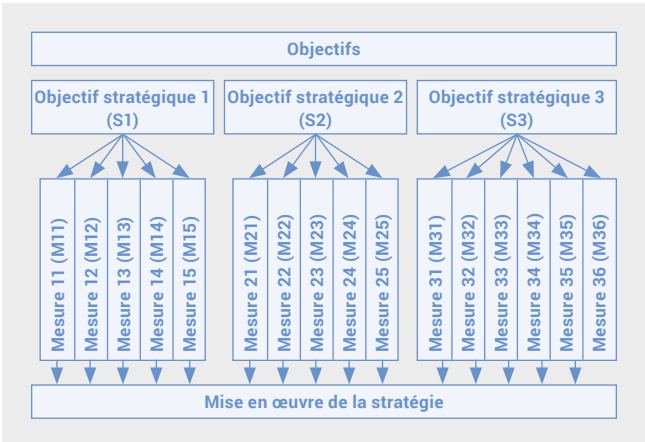 Objectifs
Objectif stratégique 1
(S1)
Objectif stratégique 2
(S2)
Objectif stratégique 3
(S3)
Mesure 11 (M11)
Mesure 12 (M12)
Mesure 13 (M13)
Mesure 14 (M14)
Mesure 15 (M15)
Mesure 21 (M21)
Mesure 22 (M22)
Mesure 23 (M23)
Mesure 24 (M24)
Mesure 25 (M25)
Mesure 31 (M31)
Mesure 32 (M32)
Mesure 33 (M33)
Mesure 34 (M34)
Mesure 35 (M35)
Mesure 36 (M36)
Mise en œuvre de la stratégie